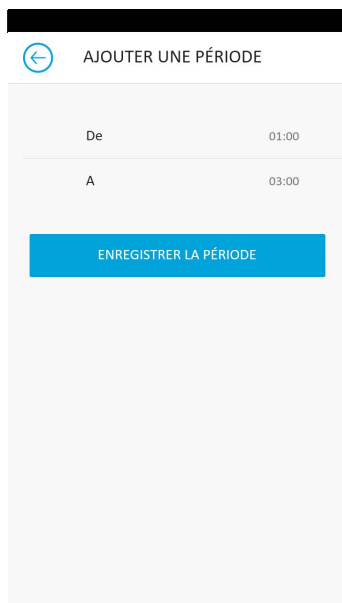 AJOUTER UNE PÉRIODE
De 01:00
A 03:00
ENREGISTRER LA PÉRIODE